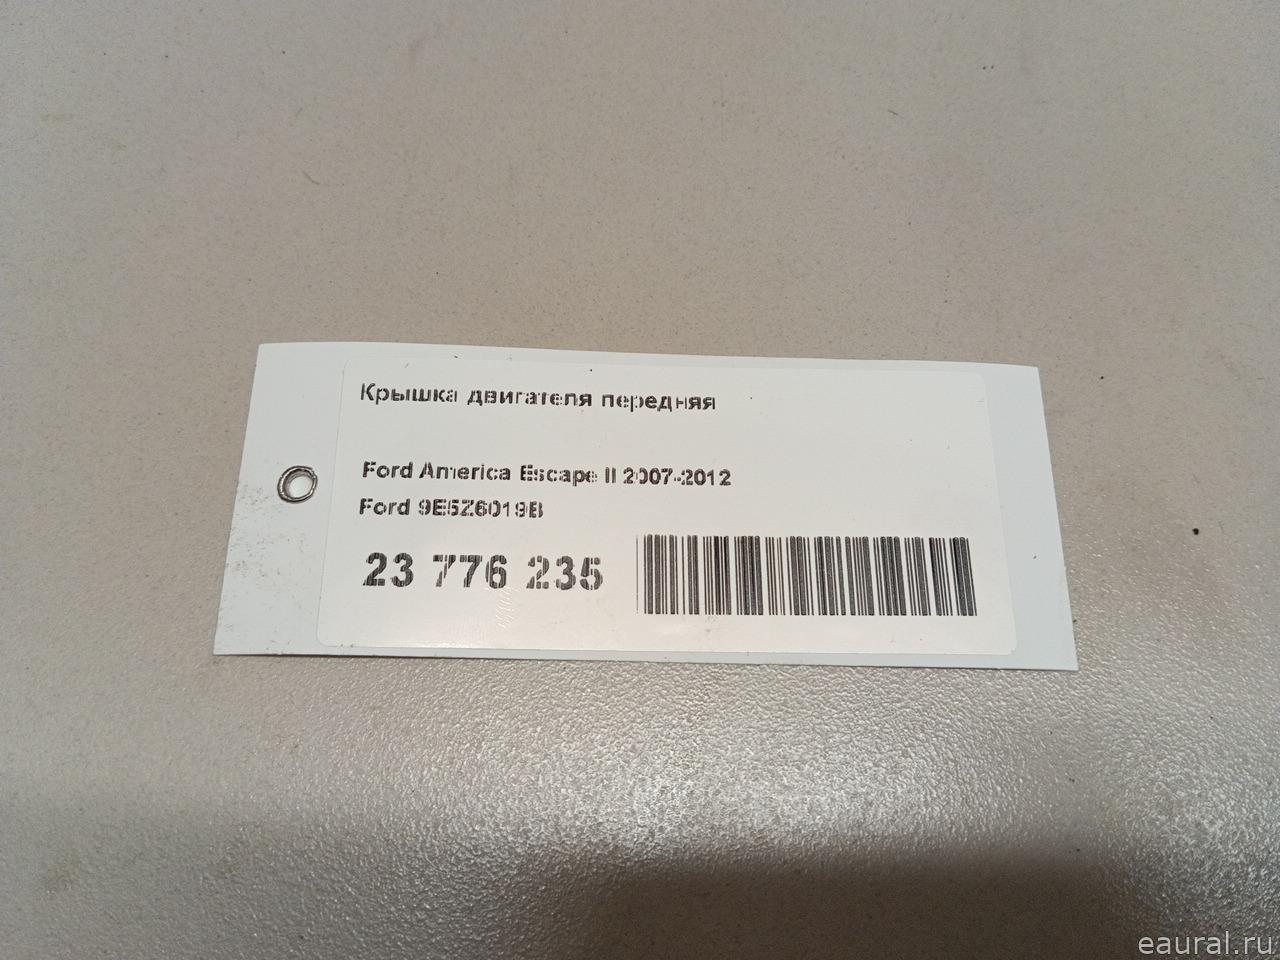 Крышка двигателя передняя
Ford America Escape II 2007-2012
Ford 9E5Z6019B
23 776 235
eaural.ru